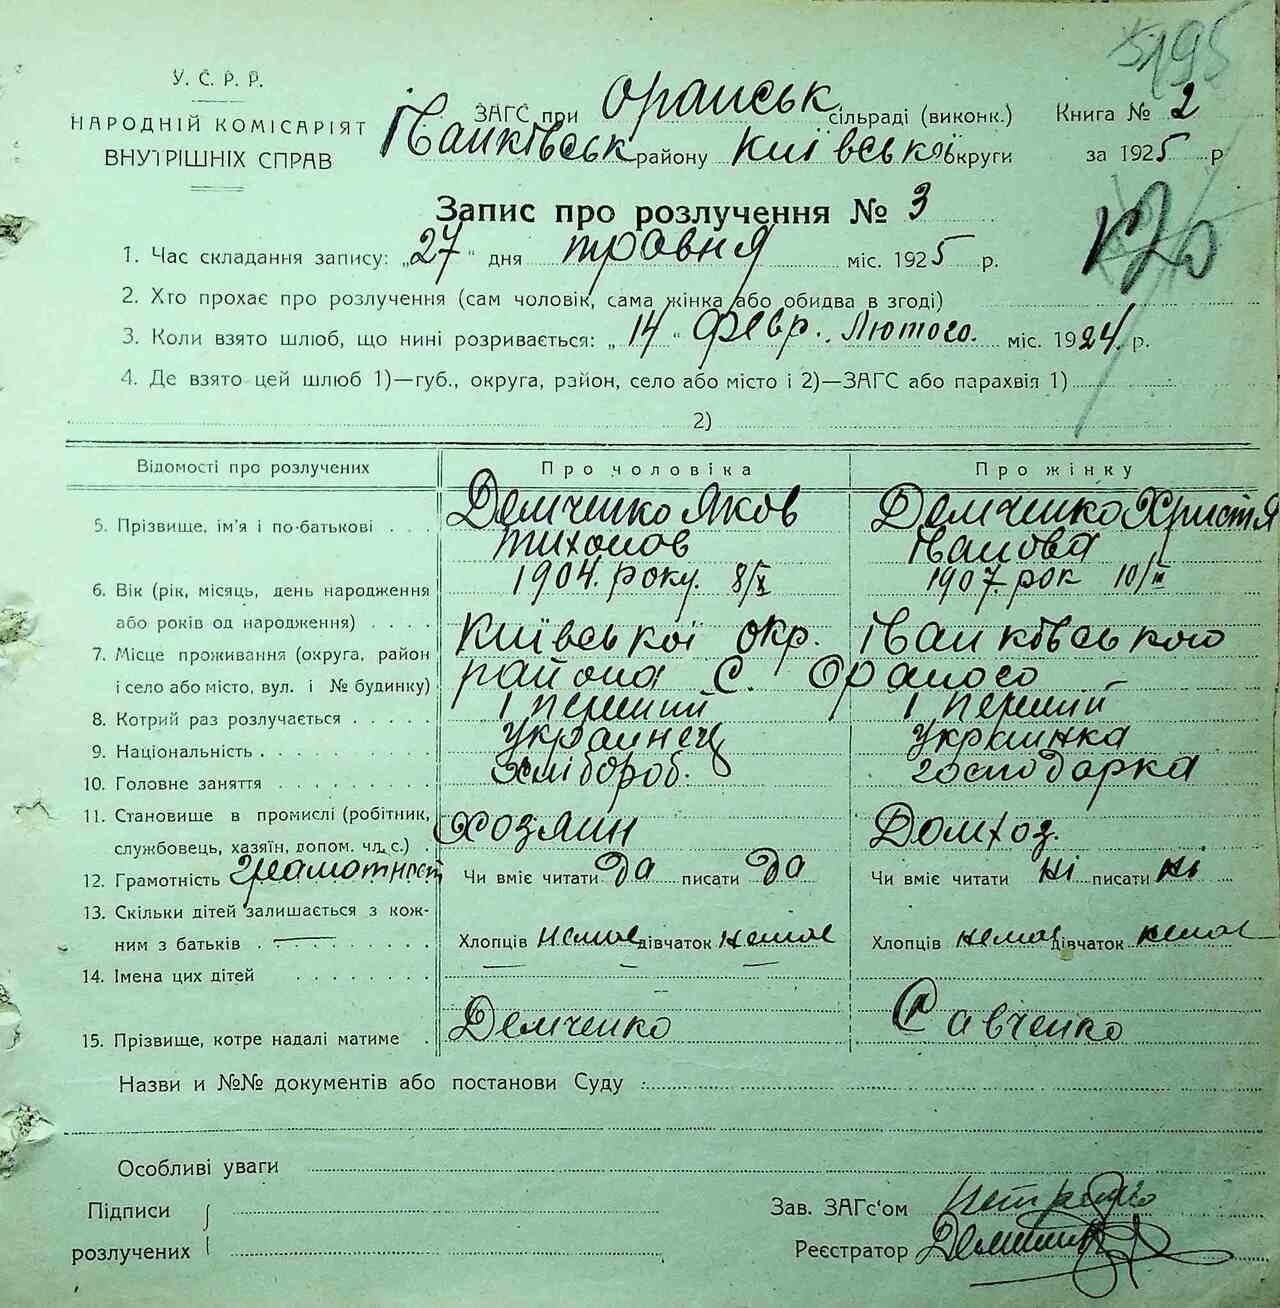 5195
У. С. Р. Р.
НАРОДНІЙ КОМІСАРІЯТ
ВНУТРІШНІХ СПРАВ
ЗАГС при Оранськ сільраді (виконк.) Книга № 2
Іванківськ району Київської округи за 1925 р.
Запис про розлучення № 3
1. Час складання запису: „27" дня травня міс. 1925 р.
2. Хто прохає про розлучення (сам чоловік, сама жінка або обидва в згоді)
3. Коли взято шлюб, що нині розривається: „14" февр. Лютого. міс. 1924. р.
4. Де взято цей шлюб 1)—губ., округа, район, село або місто і 2)—ЗАГС або парахвія 1)
2)
Відомості про розлучених Про чоловіка Про жінку
5. Прізвище, ім'я і по-батькові Демченко Яков Демченко Христя
Тихонов Іванова
6. Вік (рік, місяць, день народження 1904. року. 8/X 1907. рок 10/III
або років од народження)
7. Місце проживання (округа, район Київської окр. Іванківського
і село або місто, вул. і № будинку) района С. Ораного
8. Котрий раз розлучається 1 перший 1 перший
9. Національність Украинец Украинка
10. Головне заняття Хлібороб. господарка
11. Становище в промислі (робітник, Хозяин Домхоз.
службовець, хазяїн, допом. чл. с.)
12. Грамотність грамотность Чи вміє читати да писати да Чи вміє читати ні писати ні
13. Скільки дітей залишається з кож-
ним з батьків Хлопців немає дівчаток немає Хлопців немає дівчаток немає
14. Імена цих дітей
15. Прізвище, котре надалі матиме Демченко Савченко
Назви и №№ документів або постанови Суду
Особливі уваги
Підписи
розлучених
Зав. ЗАГс'ом
Реєстратор